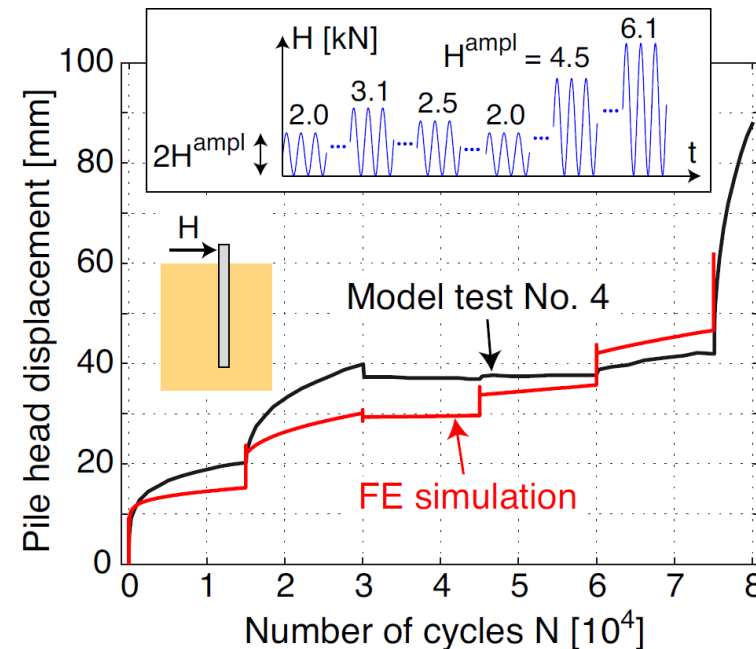 H [kN]
H^ampl = 4.5
6.1
2.0
3.1
2.5
2.0
2H^ampl
t
H
Model test No. 4
FE simulation
Pile head displacement [mm]
100
80
60
40
20
0
0 1 2 3 4 5 6 7 8
Number of cycles N [10^4]